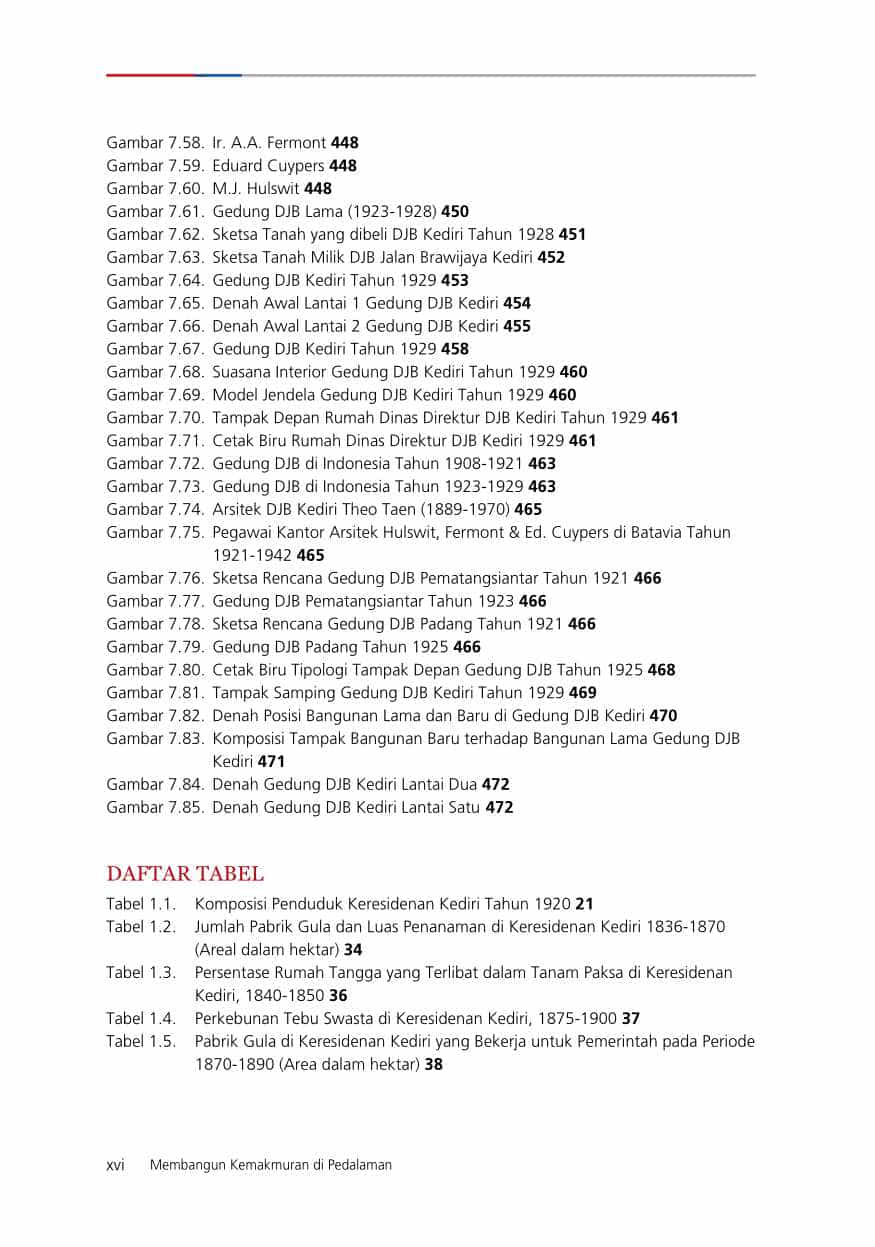 Gambar 7.58. Ir. A.A. Fermont 448
Gambar 7.59. Eduard Cuypers 448
Gambar 7.60. M.J. Hulswit 448
Gambar 7.61. Gedung DJB Lama (1923-1928) 450
Gambar 7.62. Sketsa Tanah yang dibeli DJB Kediri Tahun 1928 451
Gambar 7.63. Sketsa Tanah Milik DJB Jalan Brawijaya Kediri 452
Gambar 7.64. Gedung DJB Kediri Tahun 1929 453
Gambar 7.65. Denah Awal Lantai 1 Gedung DJB Kediri 454
Gambar 7.66. Denah Awal Lantai 2 Gedung DJB Kediri 455
Gambar 7.67. Gedung DJB Kediri Tahun 1929 458
Gambar 7.68. Suasana Interior Gedung DJB Kediri Tahun 1929 460
Gambar 7.69. Model Jendela Gedung DJB Kediri Tahun 1929 460
Gambar 7.70. Tampak Depan Rumah Dinas Direktur DJB Kediri Tahun 1929 461
Gambar 7.71. Cetak Biru Rumah Dinas Direktur DJB Kediri 1929 461
Gambar 7.72. Gedung DJB di Indonesia Tahun 1908-1921 463
Gambar 7.73. Gedung DJB di Indonesia Tahun 1923-1929 463
Gambar 7.74. Arsitek DJB Kediri Theo Taen (1889-1970) 465
Gambar 7.75. Pegawai Kantor Arsitek Hulswit, Fermont & Ed. Cuypers di Batavia Tahun
1921-1942 465
Gambar 7.76. Sketsa Rencana Gedung DJB Pematangsiantar Tahun 1921 466
Gambar 7.77. Gedung DJB Pematangsiantar Tahun 1923 466
Gambar 7.78. Sketsa Rencana Gedung DJB Padang Tahun 1921 466
Gambar 7.79. Gedung DJB Padang Tahun 1925 466
Gambar 7.80. Cetak Biru Tipologi Tampak Depan Gedung DJB Tahun 1925 468
Gambar 7.81. Tampak Samping Gedung DJB Kediri Tahun 1929 469
Gambar 7.82. Denah Posisi Bangunan Lama dan Baru di Gedung DJB Kediri 470
Gambar 7.83. Komposisi Tampak Bangunan Baru terhadap Bangunan Lama Gedung DJB
Kediri 471
Gambar 7.84. Denah Gedung DJB Kediri Lantai Dua 472
Gambar 7.85. Denah Gedung DJB Kediri Lantai Satu 472
DAFTAR TABEL
Tabel 1.1. Komposisi Penduduk Keresidenan Kediri Tahun 1920 21
Tabel 1.2. Jumlah Pabrik Gula dan Luas Penanaman di Keresidenan Kediri 1836-1870
(Areal dalam hektar) 34
Tabel 1.3. Persentase Rumah Tangga yang Terlibat dalam Tanam Paksa di Keresidenan
Kediri, 1840-1850 36
Tabel 1.4. Perkebunan Tebu Swasta di Keresidenan Kediri, 1875-1900 37
Tabel 1.5. Pabrik Gula di Keresidenan Kediri yang Bekerja untuk Pemerintah pada Periode
1870-1890 (Area dalam hektar) 38
xvi Membangun Kemakmuran di Pedalaman